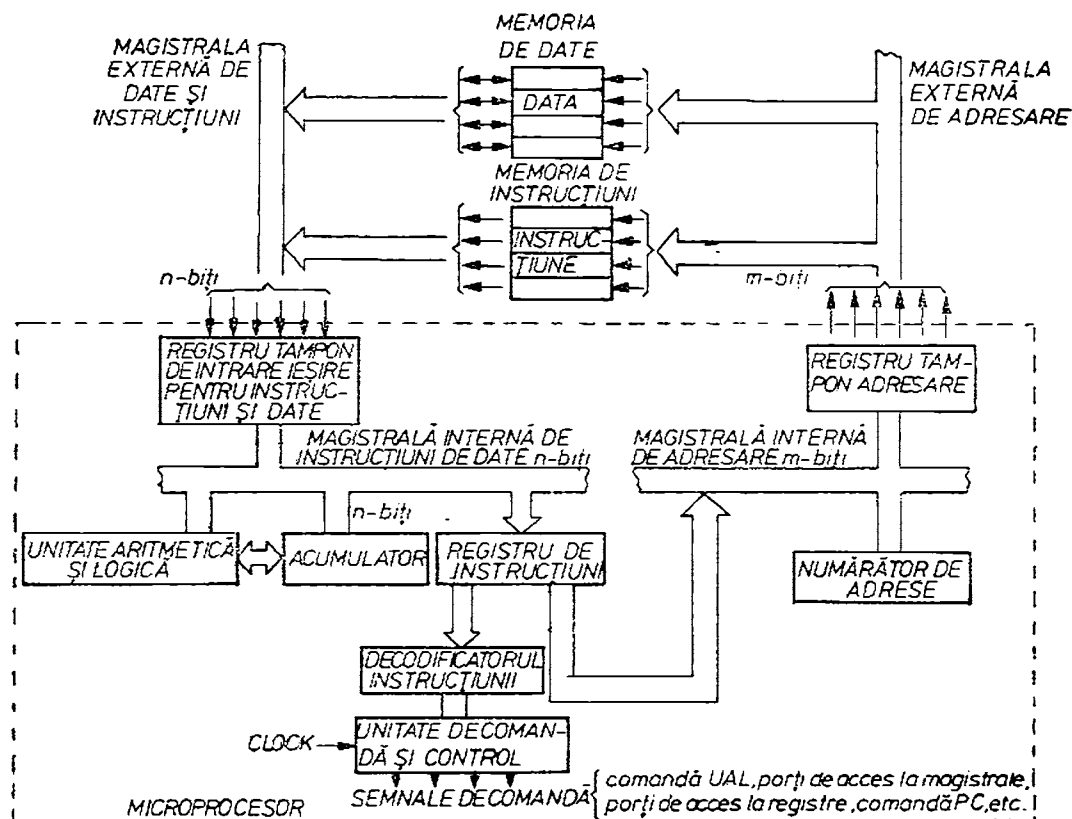 MEMORIA
DE DATE
MAGISTRALA
EXTERNĂ DE
DATE ȘI
INSTRUCȚIUNI
MAGISTRALA
EXTERNĂ
DE ADRESARE
DATA
MEMORIA DE
INSTRUCȚIUNI
INSTRUC-
ȚIUNE
n-biți
m-biți
REGISTRU TAMPON
DE INTRARE IEȘIRE
PENTRU INSTRUC-
ȚIUNI ȘI DATE
REGISTRU TAM-
PON ADRESARE
MAGISTRALĂ INTERNĂ DE
INSTRUCȚIUNI DE DATE n-biți
MAGISTRALĂ INTERNĂ
DE ADRESARE m-biți
n-biți
UNITATE ARITMETICĂ
ȘI LOGICĂ
ACUMULATOR
REGISTRU DE
INSTRUCȚIUNI
NUMĂRĂTOR DE
ADRESE
DECODIFICATORUL
INSTRUCȚIUNII
UNITATE DE COMAN-
DĂ ȘI CONTROL
CLOCK
SEMNALE DE COMANDĂ
comandă UAL, porți de acces la magistrale,
porți de acces la registre, comandă PC, etc.
MICROPROCESOR